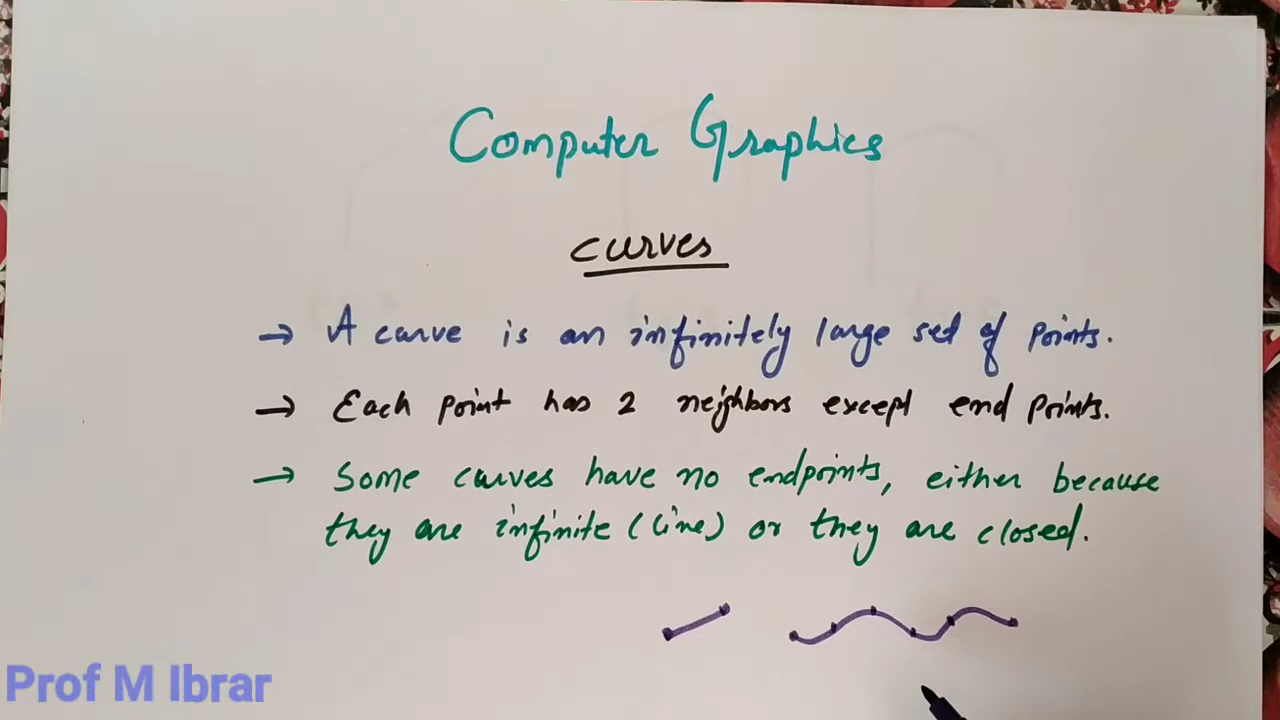 Computer Graphics
curves
→ A curve is an infinitely large set of points.
→ Each point has 2 neighbors except end points.
→ Some curves have no endpoints, either because
they are infinite (line) or they are closed.
Prof M Ibrar